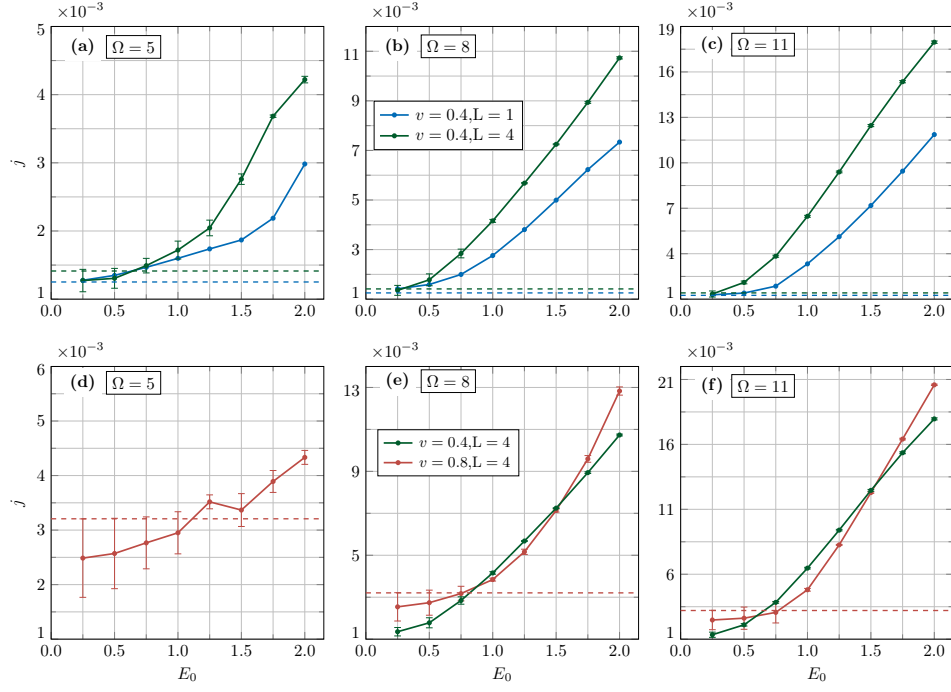 ×10⁻³ ×10⁻³ ×10⁻³
(a) Ω = 5
5
4
3
2
1
j
0.0 0.5 1.0 1.5 2.0
(b) Ω = 8
11
9
7
5
3
1
v = 0.4,L = 1
v = 0.4,L = 4
0.0 0.5 1.0 1.5 2.0
(c) Ω = 11
19
16
13
10
7
4
1
0.0 0.5 1.0 1.5 2.0
×10⁻³ ×10⁻³ ×10⁻³
(d) Ω = 5
6
5
4
3
2
1
j
0.0 0.5 1.0 1.5 2.0
E₀
(e) Ω = 8
13
9
5
1
v = 0.4,L = 4
v = 0.8,L = 4
0.0 0.5 1.0 1.5 2.0
E₀
(f) Ω = 11
21
16
11
6
1
0.0 0.5 1.0 1.5 2.0
E₀